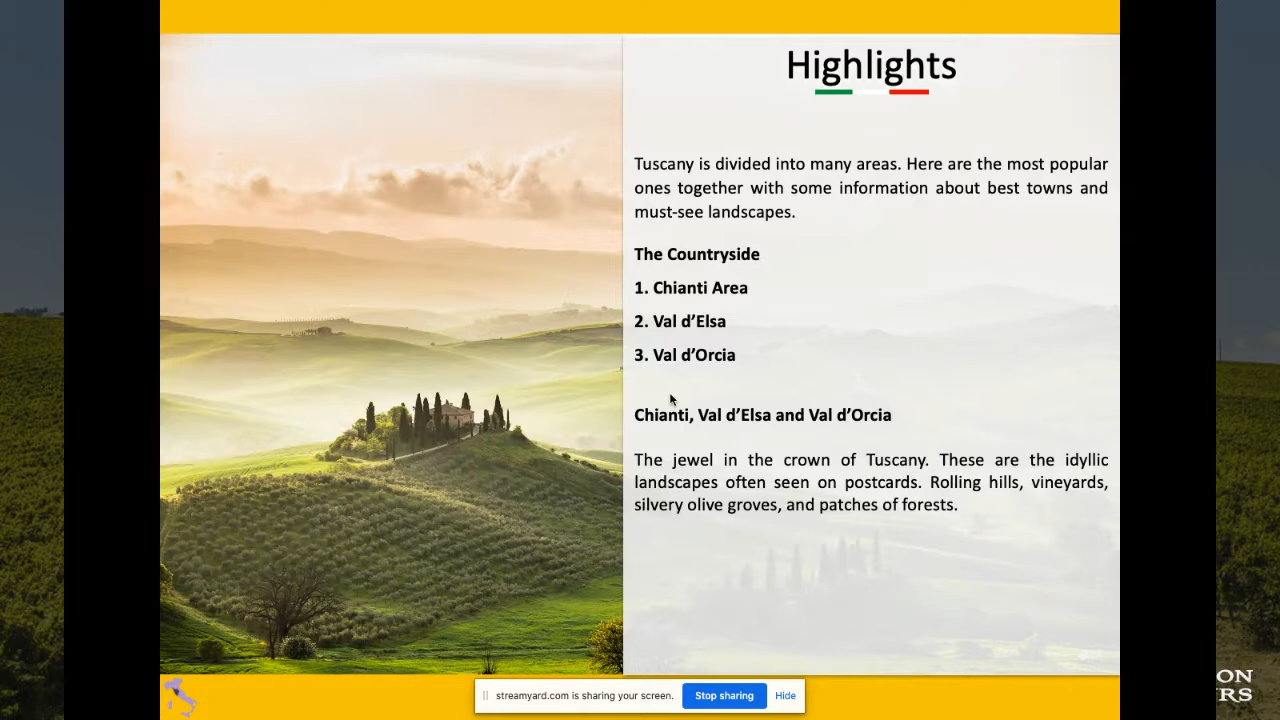 Highlights
Tuscany is divided into many areas. Here are the most popular
ones together with some information about best towns and
must-see landscapes.
The Countryside
1. Chianti Area
2. Val d’Elsa
3. Val d’Orcia
Chianti, Val d’Elsa and Val d’Orcia
The jewel in the crown of Tuscany. These are the idyllic
landscapes often seen on postcards. Rolling hills, vineyards,
silvery olive groves, and patches of forests.
streamyard.com is sharing your screen. Stop sharing Hide
ON
RS